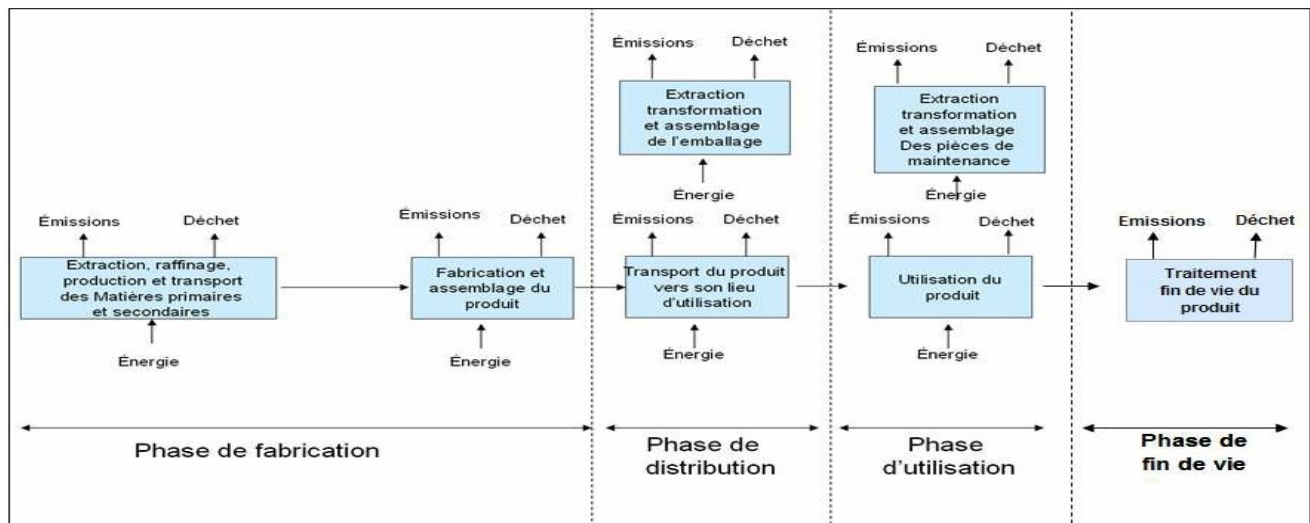 Émissions
Déchet
Extraction, raffinage,
production et transport
des Matières primaires
et secondaires
Énergie
Émissions
Déchet
Fabrication et
assemblage du
produit
Énergie
Phase de fabrication
Émissions
Déchet
Extraction
transformation
et assemblage
de l'emballage
Énergie
Émissions
Déchet
Transport du produit
vers son lieu
d'utilisation
Énergie
Phase de
distribution
Émissions
Déchet
Extraction
transformation
et assemblage
Des pièces de
maintenance
Énergie
Émissions
Déchet
Utilisation du
produit
Énergie
Phase
d'utilisation
Emissions
Déchet
Traitement
fin de vie du
produit
Phase de
fin de vie